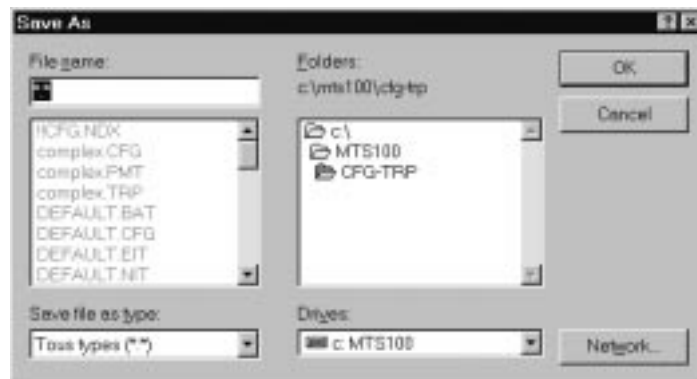 Save As
File name:
*.*
!!CFG.NDX
complex.CFG
complex.PMT
complex.TRP
DEFAULT.BAT
DEFAULT.CFG
DEFAULT.EIT
DEFAULT.NIT
Save file as type:
Tous types (*.*)
Folders:
c:\mts100\cfg-trp
c:\
MTS100
CFG-TRP
Drives:
c: MTS100
OK
Cancel
Network...